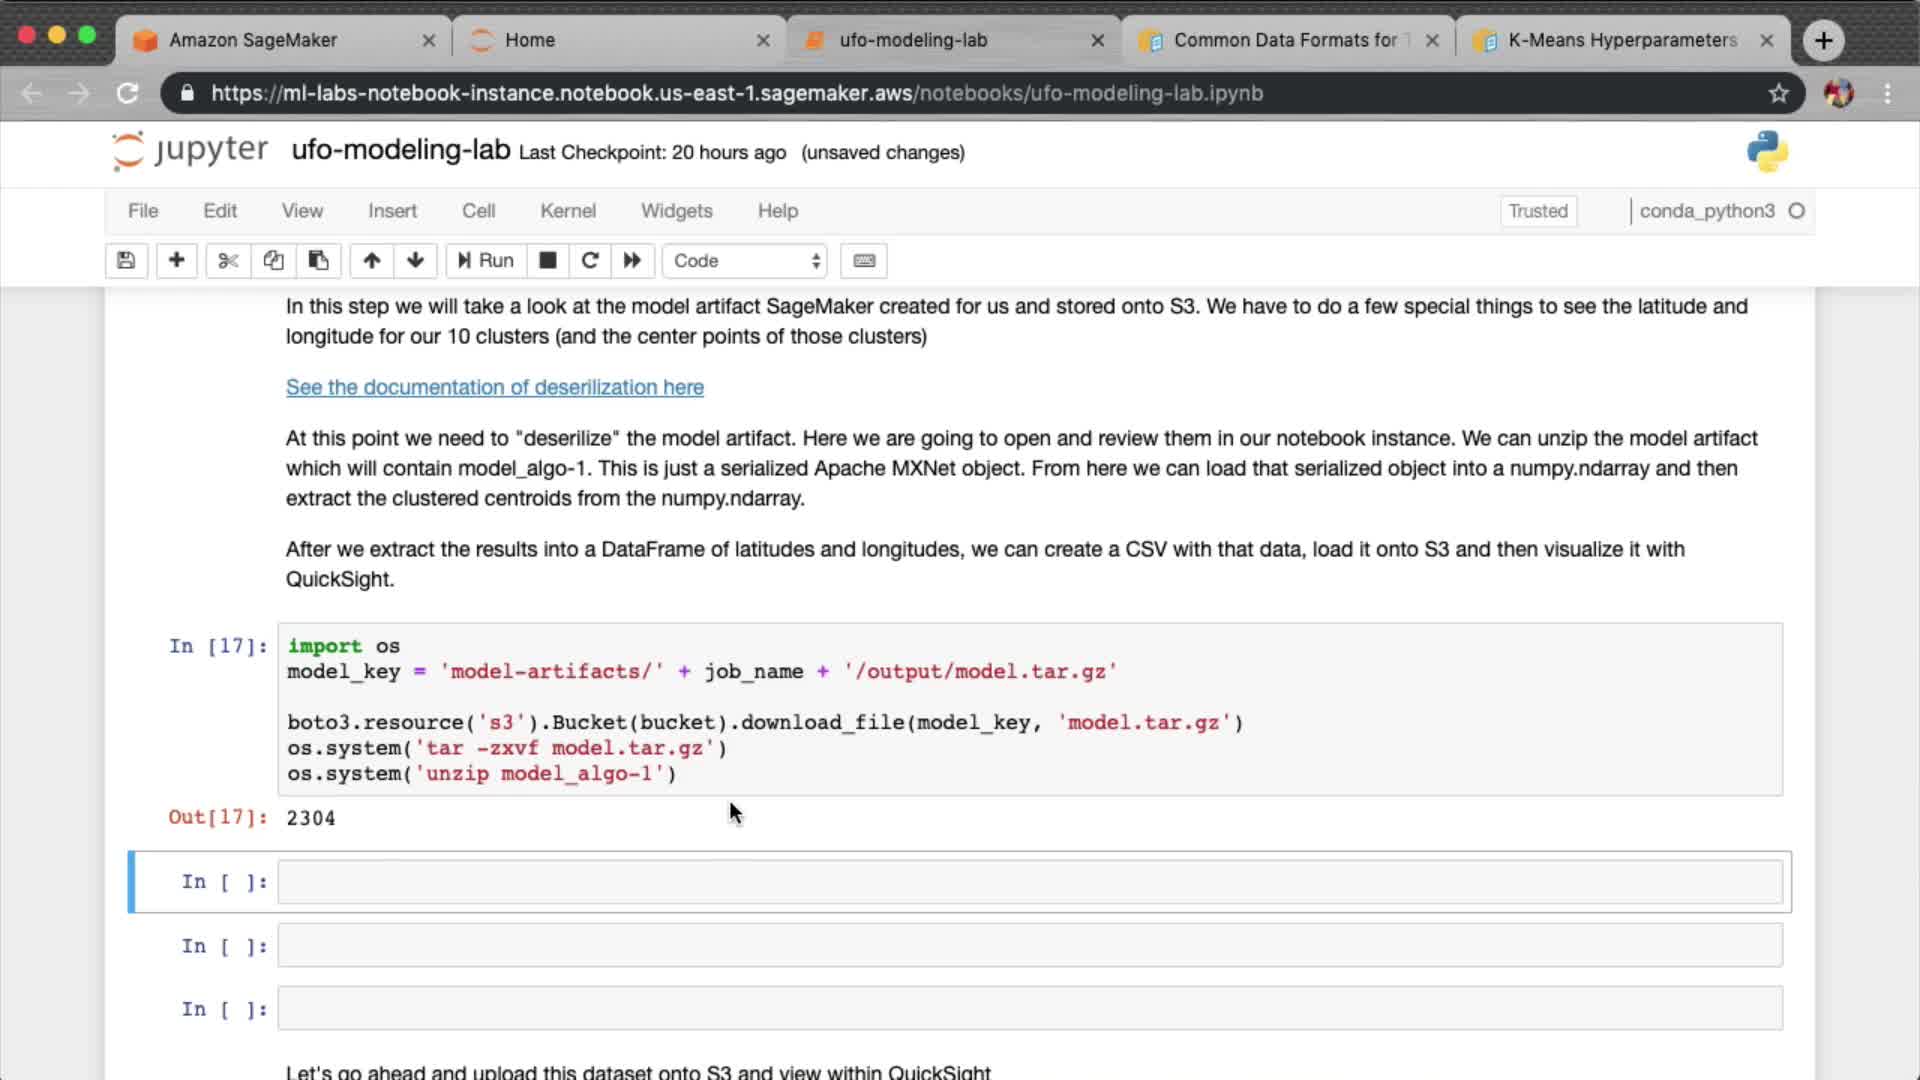 Amazon SageMaker
Home
ufo-modeling-lab
Common Data Formats for
K-Means Hyperparameters
https://ml-labs-notebook-instance.notebook.us-east-1.sagemaker.aws/notebooks/ufo-modeling-lab.ipynb
jupyter ufo-modeling-lab Last Checkpoint: 20 hours ago (unsaved changes)
File Edit View Insert Cell Kernel Widgets Help Trusted conda_python3
Run Code
In this step we will take a look at the model artifact SageMaker created for us and stored onto S3. We have to do a few special things to see the latitude and
longitude for our 10 clusters (and the center points of those clusters)
See the documentation of deserilization here
At this point we need to "deserilize" the model artifact. Here we are going to open and review them in our notebook instance. We can unzip the model artifact
which will contain model_algo-1. This is just a serialized Apache MXNet object. From here we can load that serialized object into a numpy.ndarray and then
extract the clustered centroids from the numpy.ndarray.
After we extract the results into a DataFrame of latitudes and longitudes, we can create a CSV with that data, load it onto S3 and then visualize it with
QuickSight.
In [17]: import os
model_key = 'model-artifacts/' + job_name + '/output/model.tar.gz'
boto3.resource('s3').Bucket(bucket).download_file(model_key, 'model.tar.gz')
os.system('tar -zxvf model.tar.gz')
os.system('unzip model_algo-1')
Out[17]: 2304
In [ ]:
In [ ]:
In [ ]:
Let's go ahead and upload this dataset onto S3 and view within QuickSight